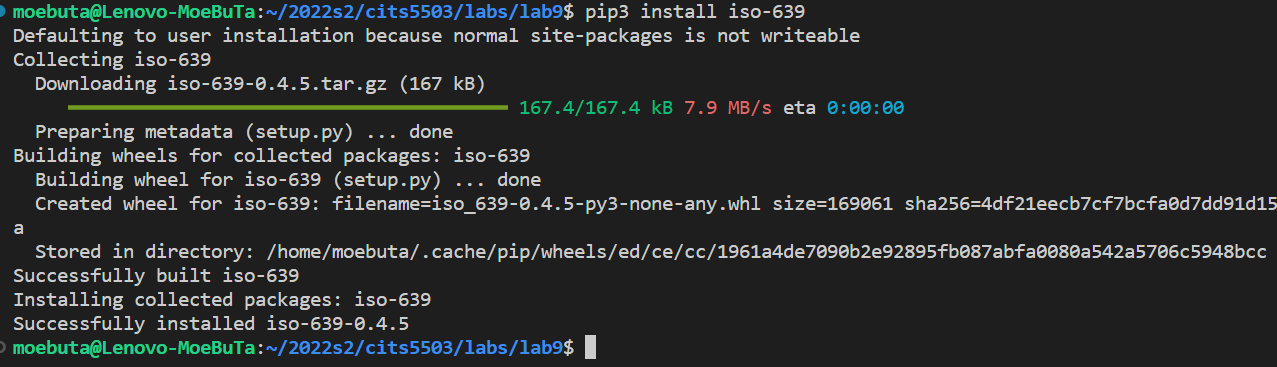 moebuta@Lenovo-MoeBuTa:~/2022s2/cits5503/labs/lab9$ pip3 install iso-639
Defaulting to user installation because normal site-packages is not writeable
Collecting iso-639
  Downloading iso-639-0.4.5.tar.gz (167 kB)
     167.4/167.4 kB 7.9 MB/s eta 0:00:00
  Preparing metadata (setup.py) ... done
Building wheels for collected packages: iso-639
  Building wheel for iso-639 (setup.py) ... done
  Created wheel for iso-639: filename=iso_639-0.4.5-py3-none-any.whl size=169061 sha256=4df21eecb7cf7bcfa0d7dd91d15
a
  Stored in directory: /home/moebuta/.cache/pip/wheels/ed/ce/cc/1961a4de7090b2e92895fb087abfa0080a542a5706c5948bcc
Successfully built iso-639
Installing collected packages: iso-639
Successfully installed iso-639-0.4.5
moebuta@Lenovo-MoeBuTa:~/2022s2/cits5503/labs/lab9$